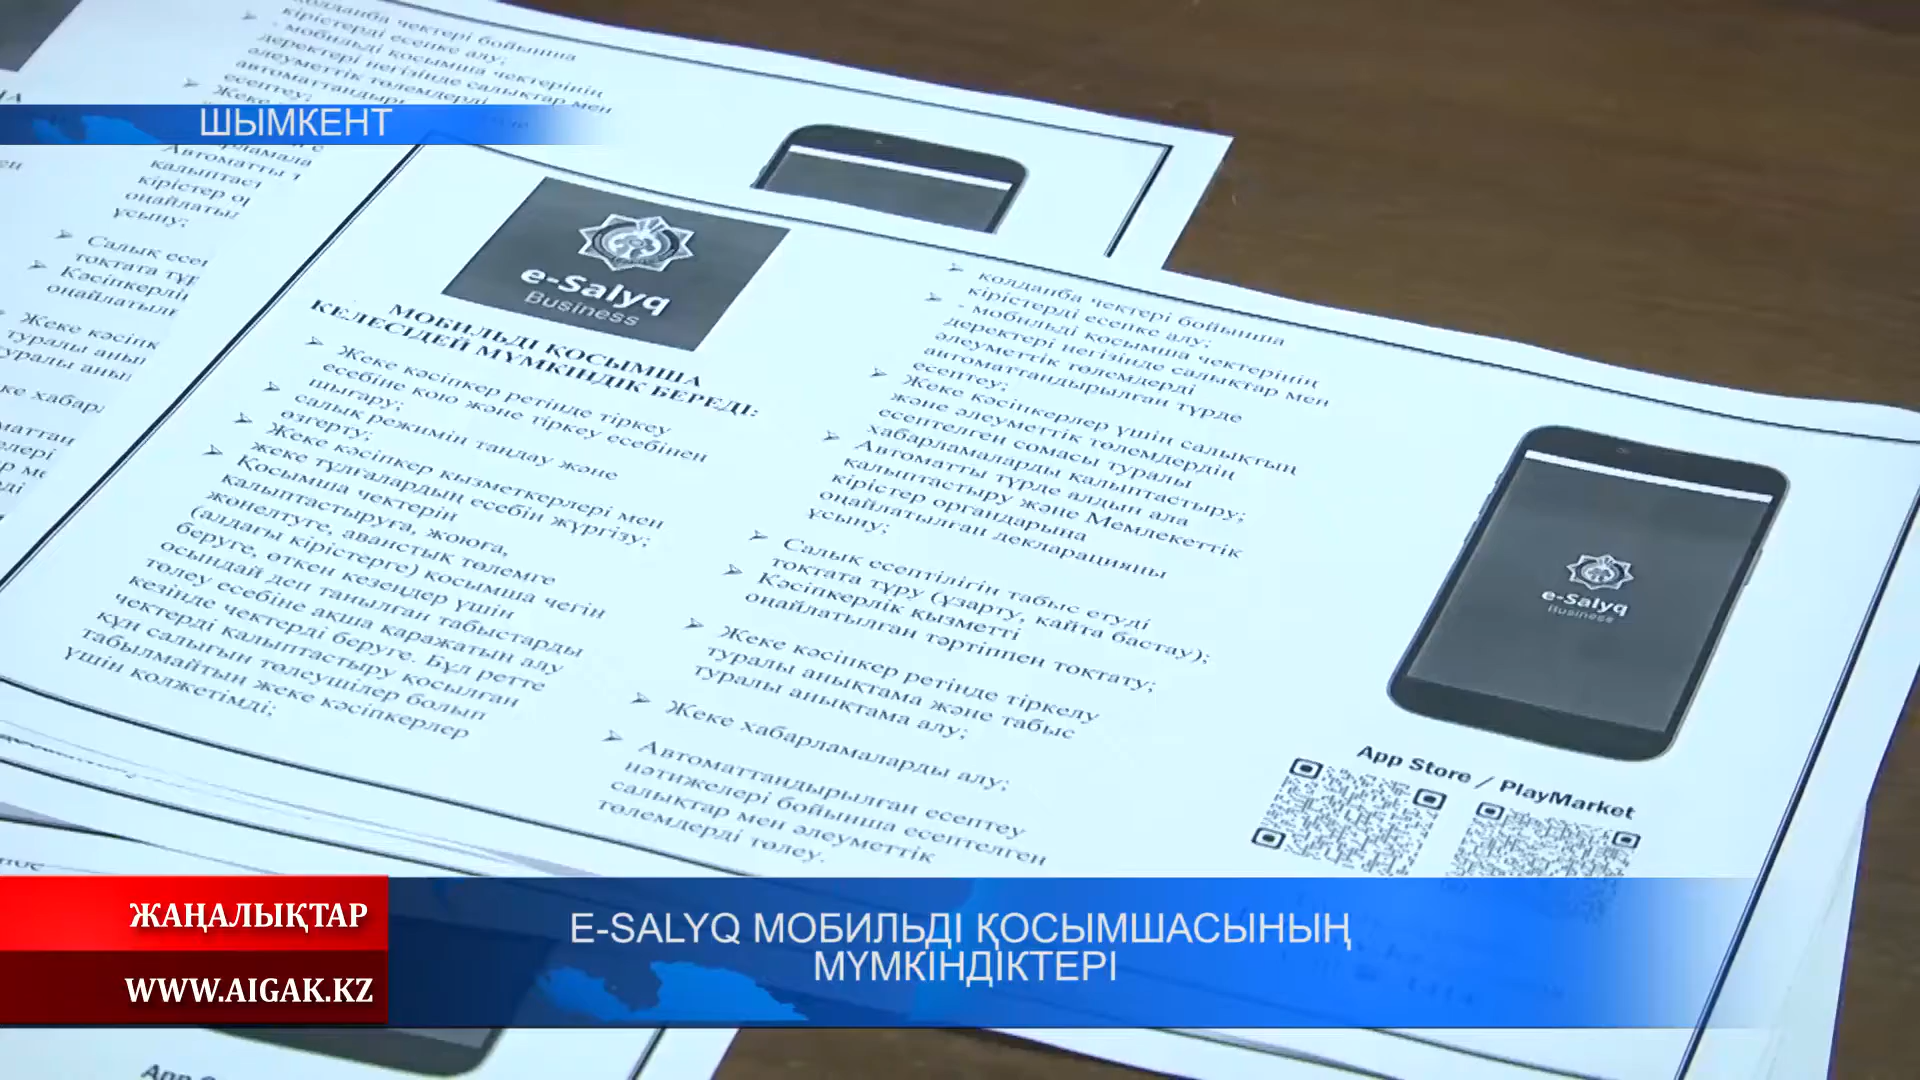 ШЫМКЕНТ
e-Salyq
Business
МОБИЛЬДІ ҚОСЫМША
КЕЛЕСІДЕЙ МҮМКІНДІК БЕРЕДІ:
Жеке кәсіпкер ретінде тіркеу
есебіне қою және тіркеу есебінен
шығару;
салық режимін таңдау және
өзгерту;
Жеке кәсіпкер қызметкерлері мен
жеке тұлғалардың есебін жүргізу;
Қосымша чектерін
қалыптастыруға, жоюға,
жөнелтуге, аванстық төлемге
(алдағы кірістерге) қосымша чегін
беруге, өткен кезеңдер үшін
осындай деп танылған табыстарды
төлеу есебіне ақша қаражатын алу
кезінде чектерді беруге. Бұл ретте
чектерді қалыптастыру қосылған
құн салығын төлеушілер болып
табылмайтын жеке кәсіпкерлер
үшін қолжетімді;
қолданба чектері бойынша
кірістерді есепке алу;
- мобильді қосымша чектерінің
деректері негізінде салықтар мен
әлеуметтік төлемдерді
автоматтандырылған түрде
есептеу;
Жеке кәсіпкерлер үшін салықтың
және әлеуметтік төлемдердің
есептелген сомасы туралы
хабарламаларды қалыптастыру;
Автоматты түрде алдын ала
қалыптастыру және Мемлекеттік
кірістер органдарына
оңайлатылған декларацияны
ұсыну;
Салық есептілігін табыс етуді
тоқтата тұру (ұзарту, қайта бастау);
Кәсіпкерлік қызметті
оңайлатылған тәртіппен тоқтату;
Жеке кәсіпкер ретінде тіркелу
туралы анықтама және табыс
туралы анықтама алу;
Жеке хабарламаларды алу;
Автоматтандырылған есептеу
нәтижелері бойынша есептелген
салықтар мен әлеуметтік
төлемдерді төлеу.
e-Salyq
Business
App Store / PlayMarket
ЖАҢАЛЫҚТАР
WWW.AIGAK.KZ
E-SALYQ МОБИЛЬДІ ҚОСЫМШАСЫНЫҢ
МҮМКІНДІКТЕРІ